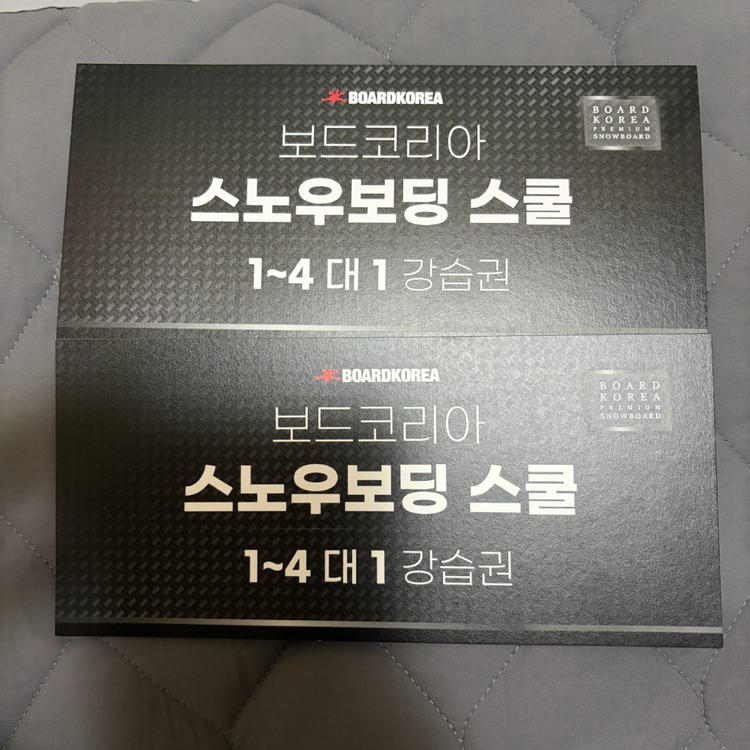 BOARDKOREA
보드코리아
스노우보딩 스쿨
1~4 대 1 강습권
BOARD
KOREA
PREMIUM
SNOWBOARD
BOARDKOREA
보드코리아
스노우보딩 스쿨
1~4 대 1 강습권
BOARD
KOREA
PREMIUM
SNOWBOARD